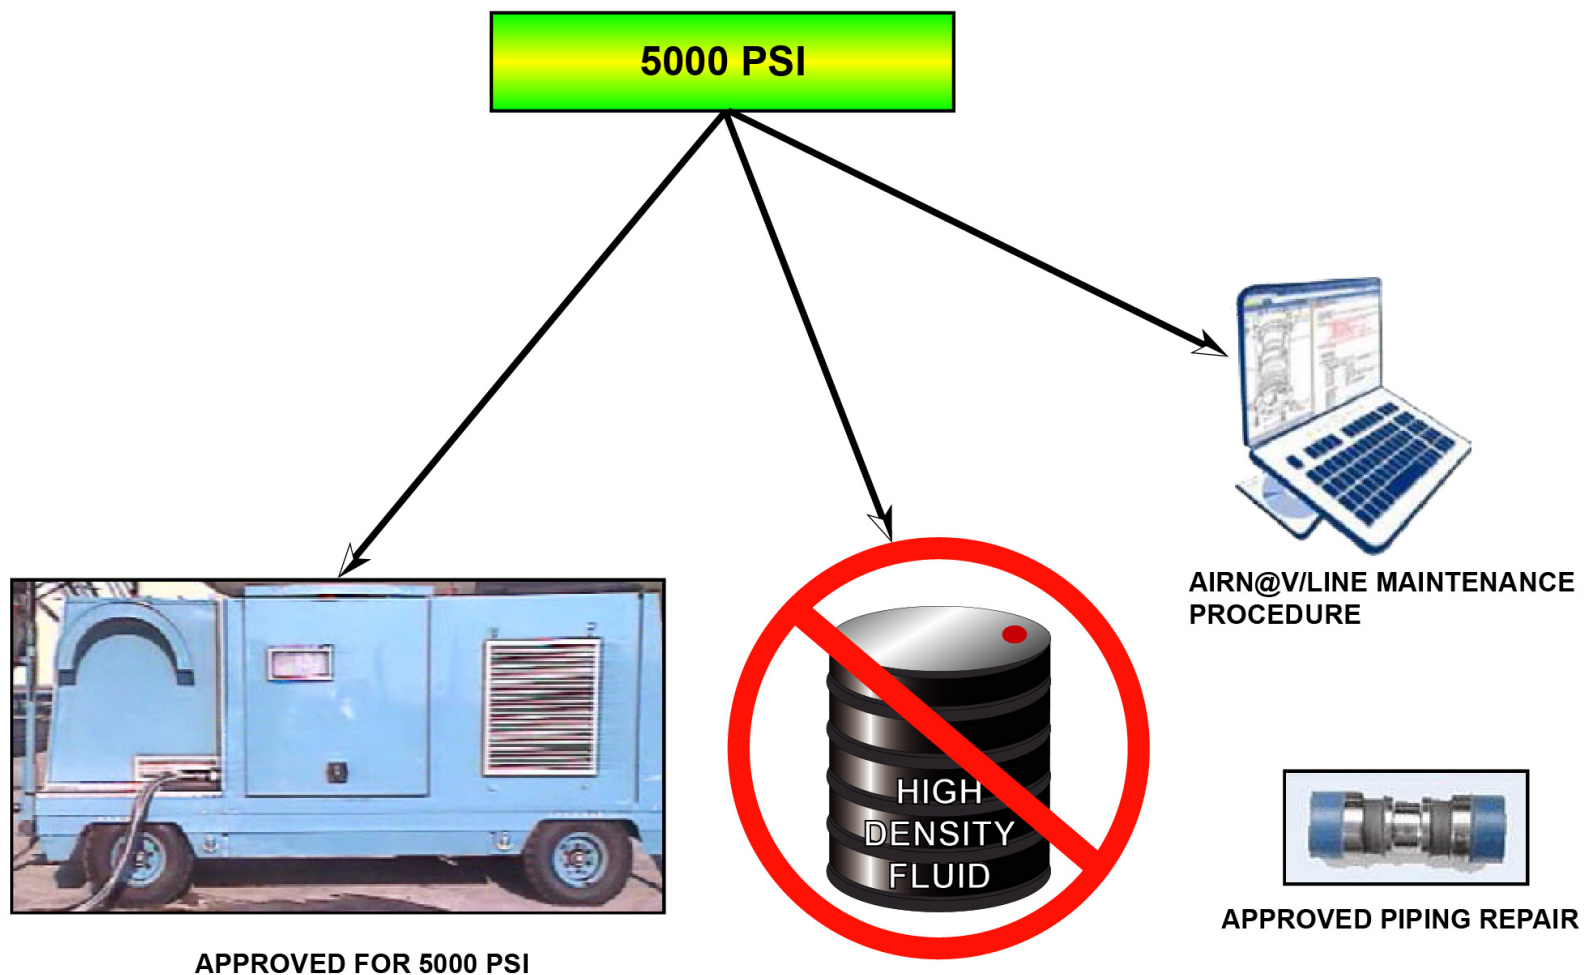 5000 PSI
AIRN@V/LINE MAINTENANCE
PROCEDURE
HIGH
DENSITY
FLUID
APPROVED PIPING REPAIR
APPROVED FOR 5000 PSI